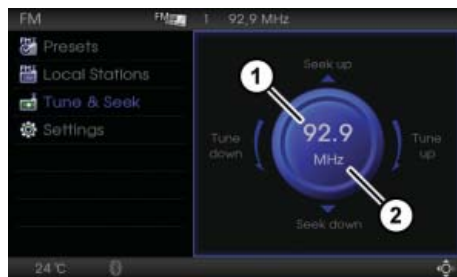 FM FM 1 92,9 MHz
Presets
Local Stations
Tune & Seek
Settings
1
Seek up
Tune down
92.9 MHz
Tune up
2
Seek down
24 °C